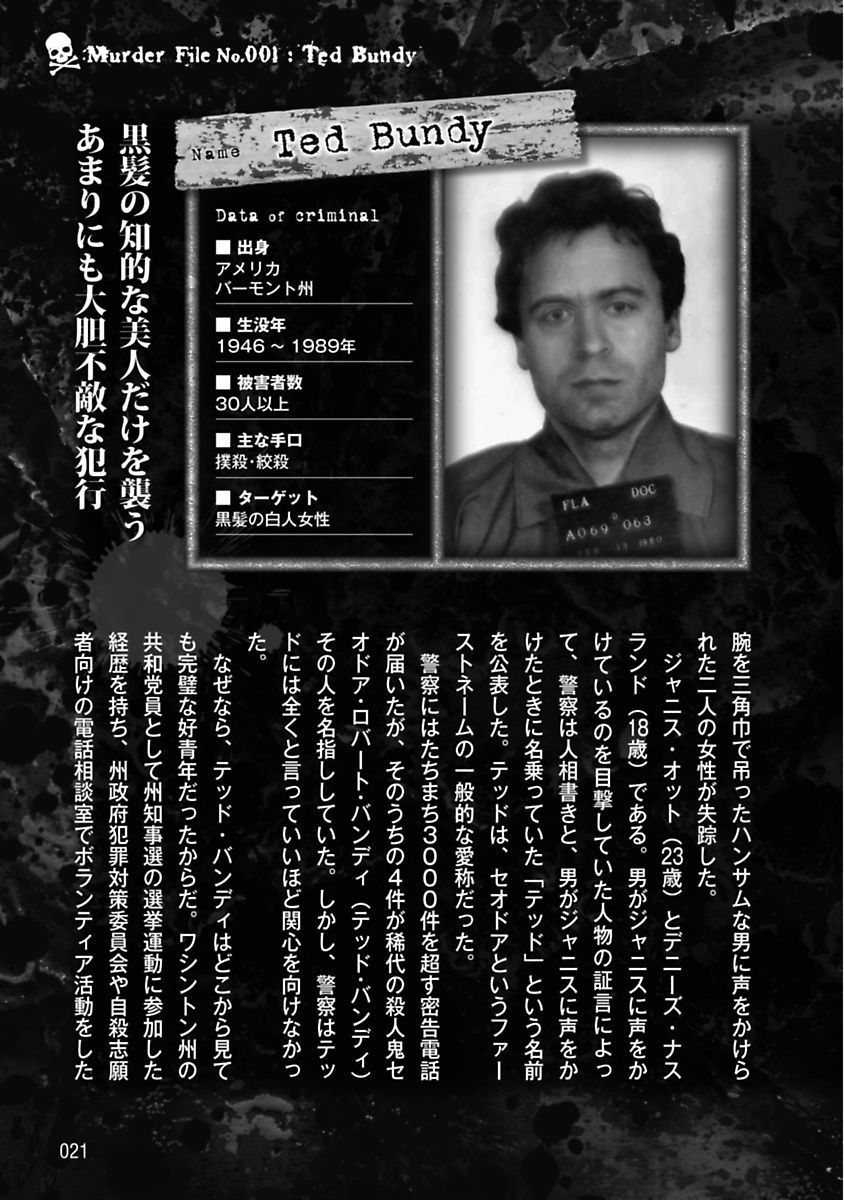 Murder File No.001 : Ted Bundy
黒髪の知的な美人だけを襲う
あまりにも大胆不敵な犯行
Name Ted Bundy
Data of criminal
■ 出身
アメリカ
バーモント州
■ 生没年
1946 ~ 1989年
■ 被害者数
30人以上
■ 主な手口
撲殺・絞殺
■ ターゲット
黒髪の白人女性
FLA DOC
D
A069 063
FEB 13 1980
腕を三角巾で吊ったハンサムな男に声をかけら
れた二人の女性が失踪した。
ジャニス・オット（23歳）とデニーズ・ナス
ランド（18歳）である。男がジャニスに声をか
けているのを目撃していた人物の証言によっ
て、警察は人相書きと、男がジャニスに声をか
けたときに名乗っていた「テッド」という名前
を公表した。テッドは、セオドアというファー
ストネームの一般的な愛称だった。
警察にはたちまち3000件を超す密告電話
が届いたが、そのうちの4件が稀代の殺人鬼セ
オドア・ロバート・バンディ（テッド・バンディ）
その人を名指ししていた。しかし、警察はテッ
ドには全くと言っていいほど関心を向けなかっ
た。
なぜなら、テッド・バンディはどこから見て
も完璧な好青年だったからだ。ワシントン州の
共和党員として州知事選の選挙運動に参加した
経歴を持ち、州政府犯罪対策委員会や自殺志願
者向けの電話相談室でボランティア活動をした
021